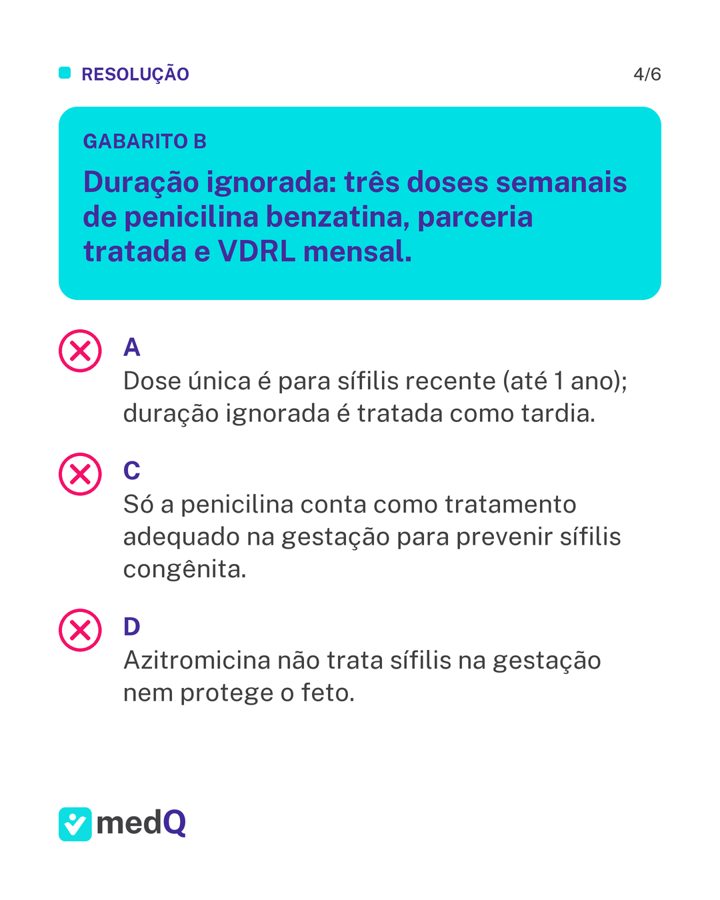 RESOLUÇÃO
4/6
GABARITO B
Duração ignorada: três doses semanais
de penicilina benzatina, parceria
tratada e VDRL mensal.
A
Dose única é para sífilis recente (até 1 ano);
duração ignorada é tratada como tardia.
C
Só a penicilina conta como tratamento
adequado na gestação para prevenir sífilis
congênita.
D
Azitromicina não trata sífilis na gestação
nem protege o feto.
medQ